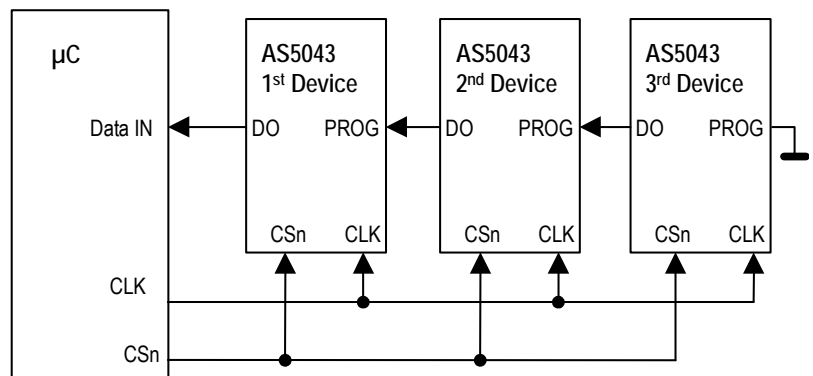 µC
AS5043
1st Device
AS5043
2nd Device
AS5043
3rd Device
Data IN
DO
PROG
DO
PROG
DO
PROG
CSn
CLK
CSn
CLK
CSn
CLK
CLK
CSn